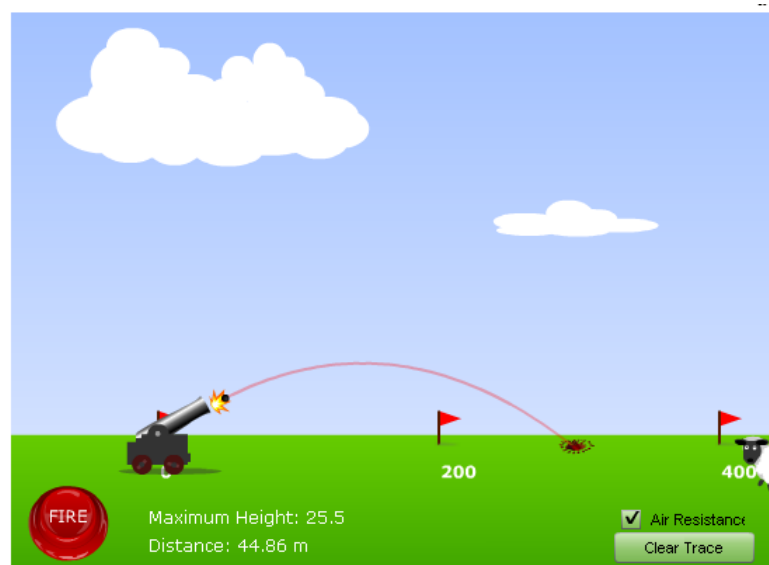 200
400
FIRE
Maximum Height: 25.5
Distance: 44.86 m
Air Resistance
Clear Trace